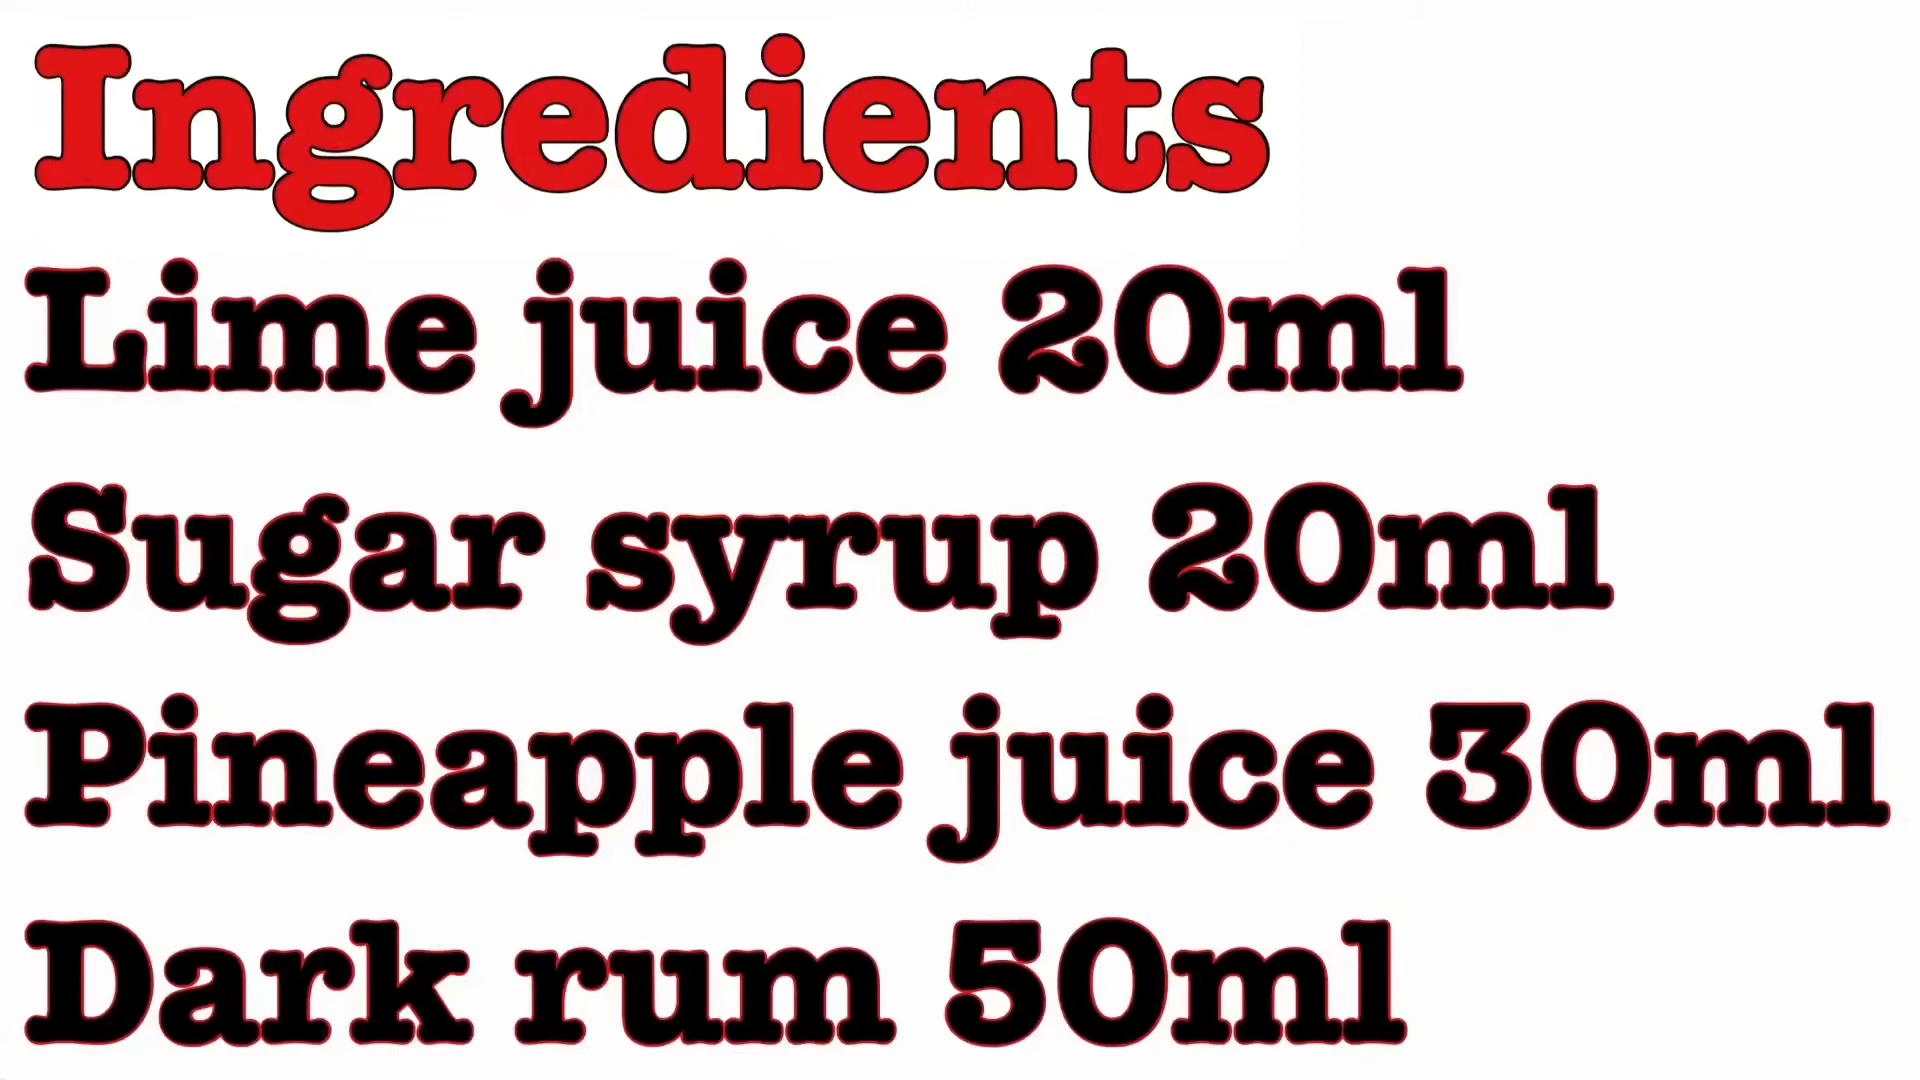 Ingredients
Lime juice 20ml
Sugar syrup 20ml
Pineapple juice 30ml
Dark rum 50ml